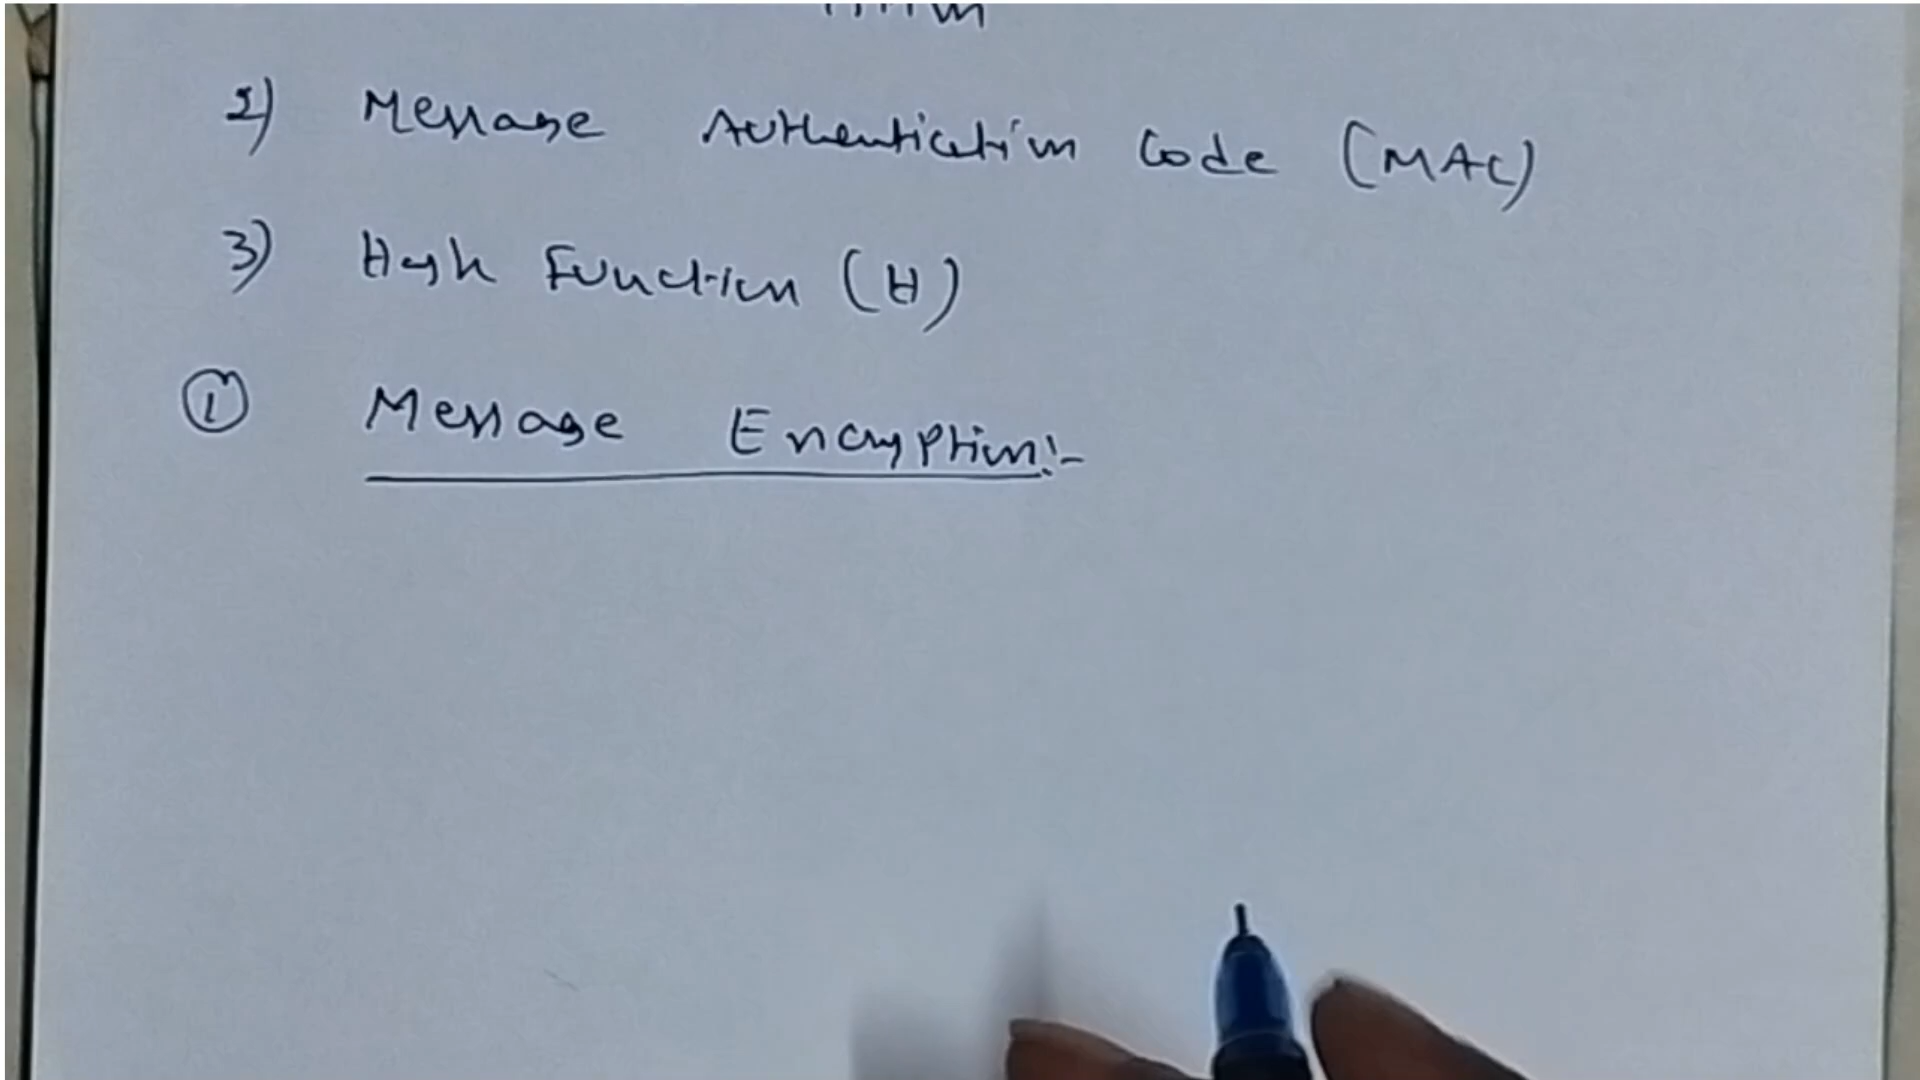 2) Message Authentication Code (MAC)
3) Hash Function (H)
① Message Encryption:-